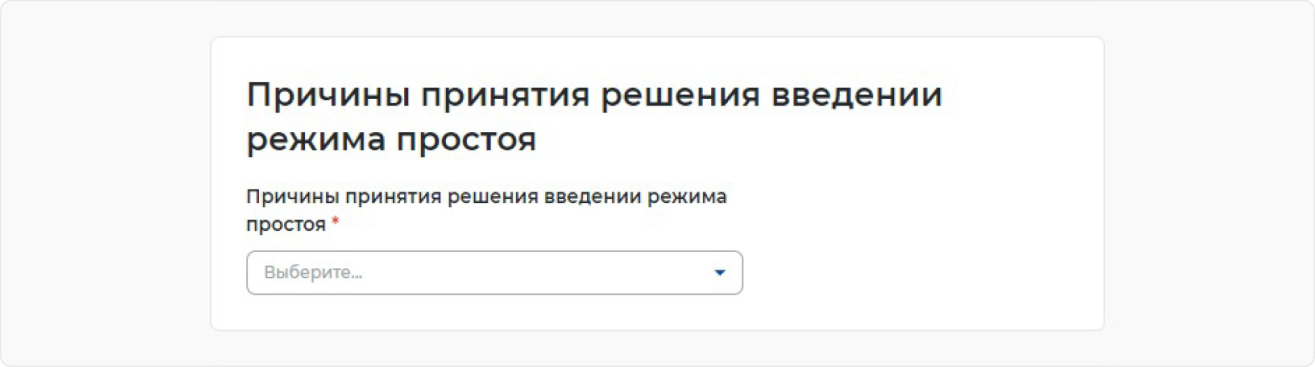 Причины принятия решения введении
режима простоя
Причины принятия решения введении режима
простоя *
Выберите...